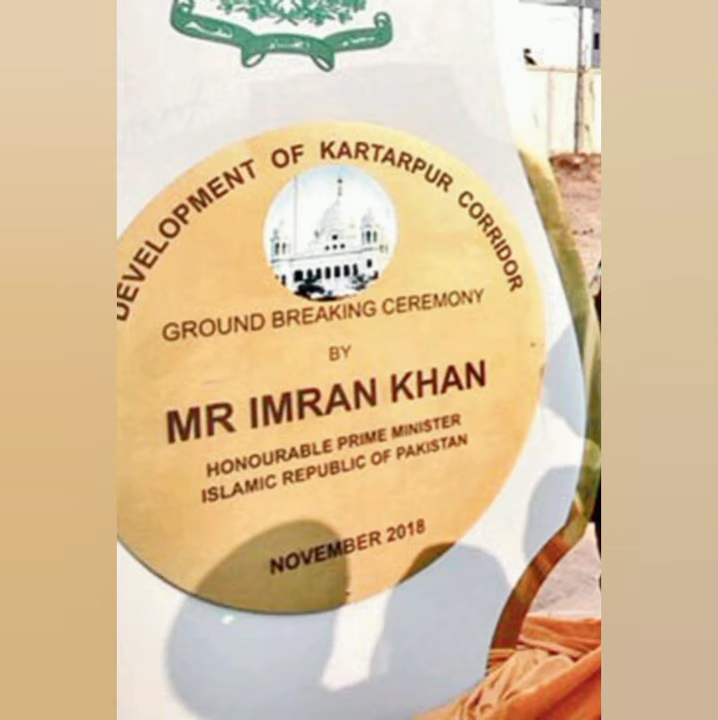 DEVELOPMENT OF KARTARPUR CORRIDOR
GROUND BREAKING CEREMONY
BY
MR IMRAN KHAN
HONOURABLE PRIME MINISTER
ISLAMIC REPUBLIC OF PAKISTAN
NOVEMBER 2018